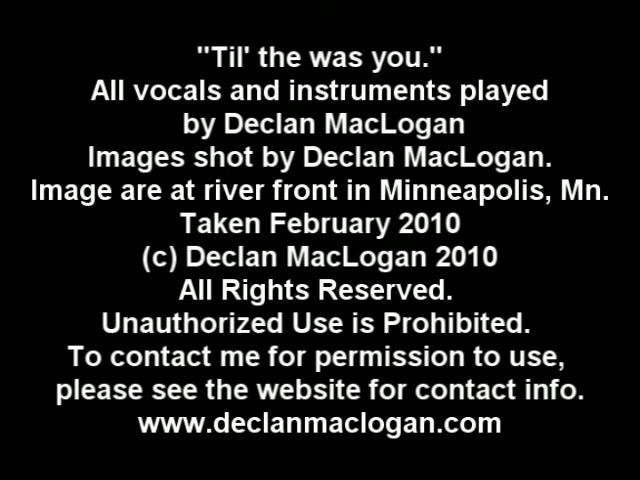 "Til' the was you."
All vocals and instruments played
by Declan MacLogan
Images shot by Declan MacLogan.
Image are at river front in Minneapolis, Mn.
Taken February 2010
(c) Declan MacLogan 2010
All Rights Reserved.
Unauthorized Use is Prohibited.
To contact me for permission to use,
please see the website for contact info.
www.declanmaclogan.com